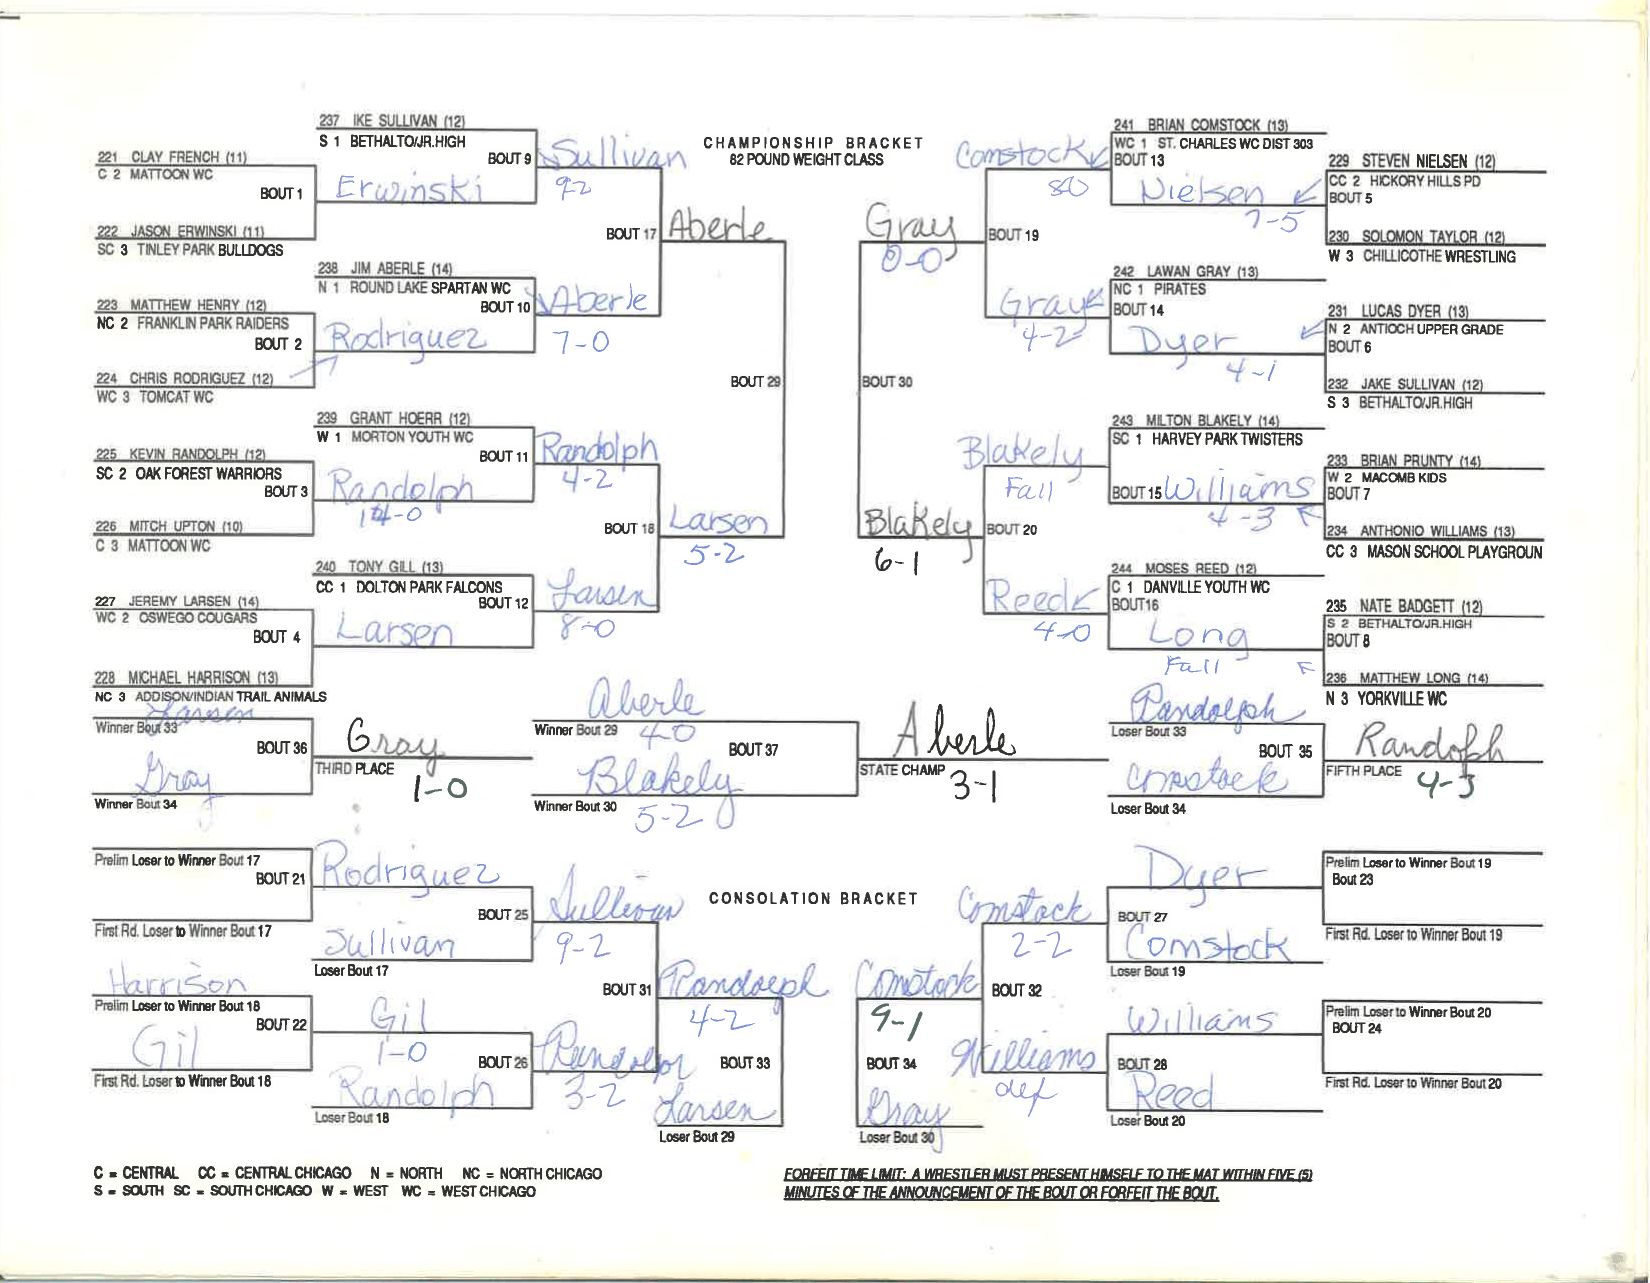 CHAMPIONSHIP BRACKET
82 POUND WEIGHT CLASS
237 IKE SULLIVAN (12)
S 1 BETHALTO/JR.HIGH
BOUT 9
Sullivan
9-2
221 CLAY FRENCH (11)
C 2 MATTOON WC
BOUT 1
Erwinski
222 JASON ERWINSKI (11)
SC 3 TINLEY PARK BULLDOGS
BOUT 17
Aberle
238 JIM ABERLE (14)
N 1 ROUND LAKE SPARTAN WC
BOUT 10
Aberle
7-0
223 MATTHEW HENRY (12)
NC 2 FRANKLIN PARK RAIDERS
BOUT 2
Rodriguez
224 CHRIS RODRIGUEZ (12)
WC 3 TOMCAT WC
BOUT 29
239 GRANT HOERR (12)
W 1 MORTON YOUTH WC
BOUT 11
Randolph
4-2
225 KEVIN RANDOLPH (12)
SC 2 OAK FOREST WARRIORS
BOUT 3
Randolph
226 MITCH UPTON (10)
C 3 MATTOON WC
BOUT 18
Larsen
5-2
240 TONY GILL (13)
CC 1 DOLTON PARK FALCONS
BOUT 12
Larsen
8-0
227 JEREMY LARSEN (14)
WC 2 OSWEGO COUGARS
BOUT 4
Larsen
228 MICHAEL HARRISON (13)
NC 3 ADDISON/INDIAN TRAIL ANIMALS
241 BRIAN COMSTOCK (13)
WC 1 ST. CHARLES WC DIST 303
BOUT 13
Comstock
Nielsen
7-5
229 STEVEN NIELSEN (12)
CC 2 HICKORY HILLS PD
BOUT 5
230 SOLOMON TAYLOR (12)
W 3 CHILLICOTHE WRESTLING
Gray
0-0
BOUT 19
242 LAWAN GRAY (13)
NC 1 PIRATES
BOUT 14
Gray
4-2
Dyer
4-1
231 LUCAS DYER (13)
N 2 ANTIOCH UPPER GRADE
BOUT 6
232 JAKE SULLIVAN (12)
S 3 BETHALTO/JR.HIGH
BOUT 30
243 MILTON BLAKELY (14)
SC 1 HARVEY PARK TWISTERS
BOUT 15
Blakely
Fall
Williams
4-3
233 BRIAN PRUNTY (14)
W 2 MACOMB KIDS
BOUT 7
234 ANTHONIO WILLIAMS (13)
CC 3 MASON SCHOOL PLAYGROUN
Blakely
6-1
BOUT 20
244 MOSES REED (12)
C 1 DANVILLE YOUTH WC
BOUT16
Reed
4-0
Long
Fall
235 NATE BADGETT (12)
S 2 BETHALTO/JR.HIGH
BOUT 8
236 MATTHEW LONG (14)
N 3 YORKVILLE WC
Larsen
Winner Bout 33
BOUT 36
Gray
Winner Bout 34
Gray
THIRD PLACE
1-0
Aberle
Winner Bout 29
4-0
BOUT 37
Blakely
Winner Bout 30
5-2
Aberle
STATE CHAMP
3-1
Randolph
Loser Bout 33
BOUT 35
Comstock
Loser Bout 34
Randolph
FIFTH PLACE
4-3
CONSOLATION BRACKET
Prelim Loser to Winner Bout 17
BOUT 21
First Rd. Loser to Winner Bout 17
Rodriguez
BOUT 25
Sullivan
Loser Bout 17
Sullivan
9-2
Harrison
Prelim Loser to Winner Bout 18
BOUT 22
Gil
First Rd. Loser to Winner Bout 18
Gil
1-0
BOUT 26
Randolph
Loser Bout 18
Randolph
3-2
BOUT 31
Randolph
4-2
BOUT 33
Larsen
Loser Bout 29
Dyer
BOUT 27
Comstock
Loser Bout 19
Prelim Loser to Winner Bout 19
Bout 23
First Rd. Loser to Winner Bout 19
Comstock
2-2
Comstock
9-1
BOUT 32
BOUT 34
Gray
Loser Bout 30
Williams
def
Williams
BOUT 28
Reed
Loser Bout 20
Prelim Loser to Winner Bout 20
BOUT 24
First Rd. Loser to Winner Bout 20
C = CENTRAL CC = CENTRAL CHICAGO N = NORTH NC = NORTH CHICAGO
S = SOUTH SC = SOUTH CHICAGO W = WEST WC = WEST CHICAGO
FORFEIT TIME LIMIT: A WRESTLER MUST PRESENT HIMSELF TO THE MAT WITHIN FIVE (5)
MINUTES OF THE ANNOUNCEMENT OF THE BOUT OR FORFEIT THE BOUT.